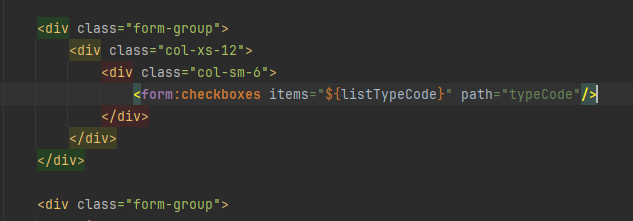 <div class="form-group">
<div class="col-xs-12">
<div class="col-sm-6">
<form:checkboxes items="${listTypeCode}" path="typeCode"/>
</div>
</div>
</div>
<div class="form-group">